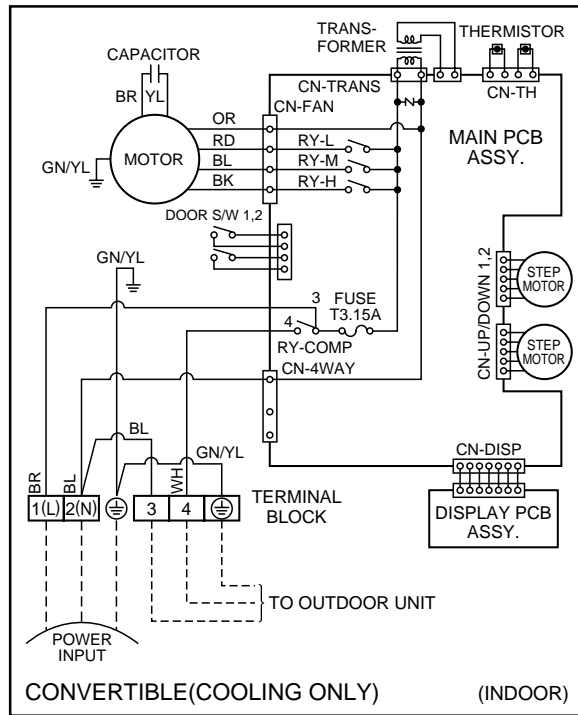 TRANS-
FORMER
THERMISTOR
CAPACITOR
BR YL
CN-TRANS
CN-TH
CN-FAN
N
OR
MAIN PCB
ASSY.
RD
RY-L
MOTOR
GN/YL
BL
RY-M
BK
RY-H
DOOR S/W 1,2
GN/YL
CN-UP/DOWN 1,2
STEP
MOTOR
STEP
MOTOR
3
FUSE
T3.15A
4
RY-COMP
CN-4WAY
BL
GN/YL
CN-DISP
BR
BL
WH
1(L)
2(N)
3
4
TERMINAL
BLOCK
DISPLAY PCB
ASSY.
TO OUTDOOR UNIT
POWER
INPUT
CONVERTIBLE(COOLING ONLY)
(INDOOR)